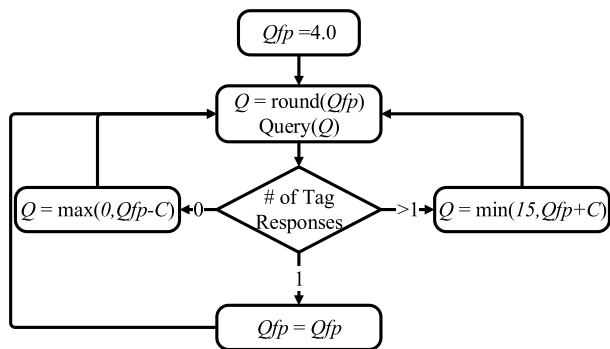 Qfp =4.0
Q = round(Qfp)
Query(Q)
# of Tag
Responses
0
>1
Q = max(0,Qfp-C)
Q = min(15,Qfp+C)
1
Qfp = Qfp